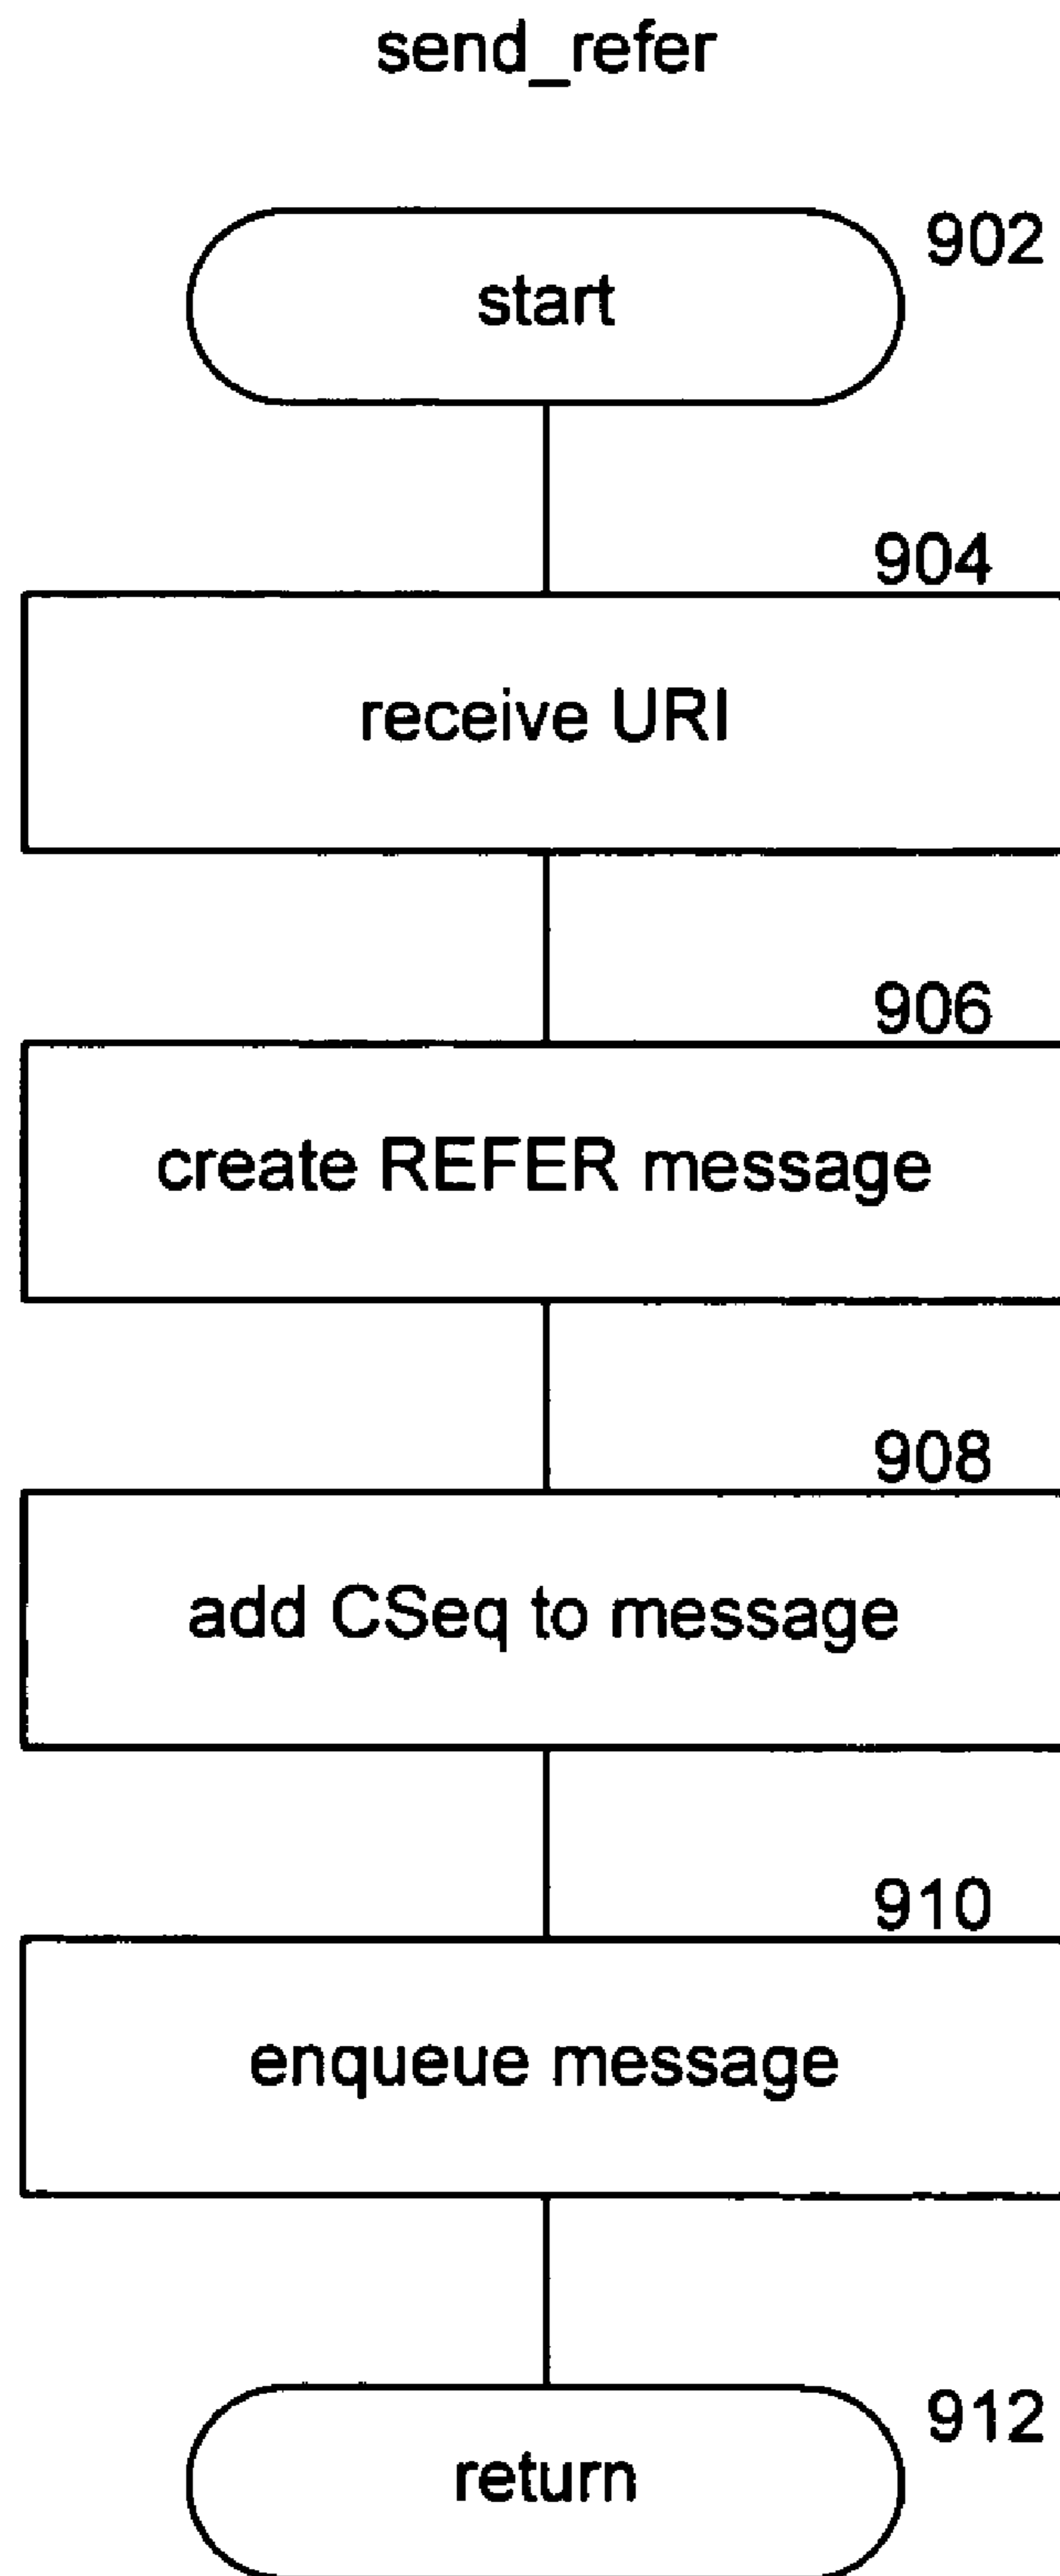 send_refer
902
start
904
receive URI
906
create REFER message
908
add CSeq to message
910
enqueue message
912
return